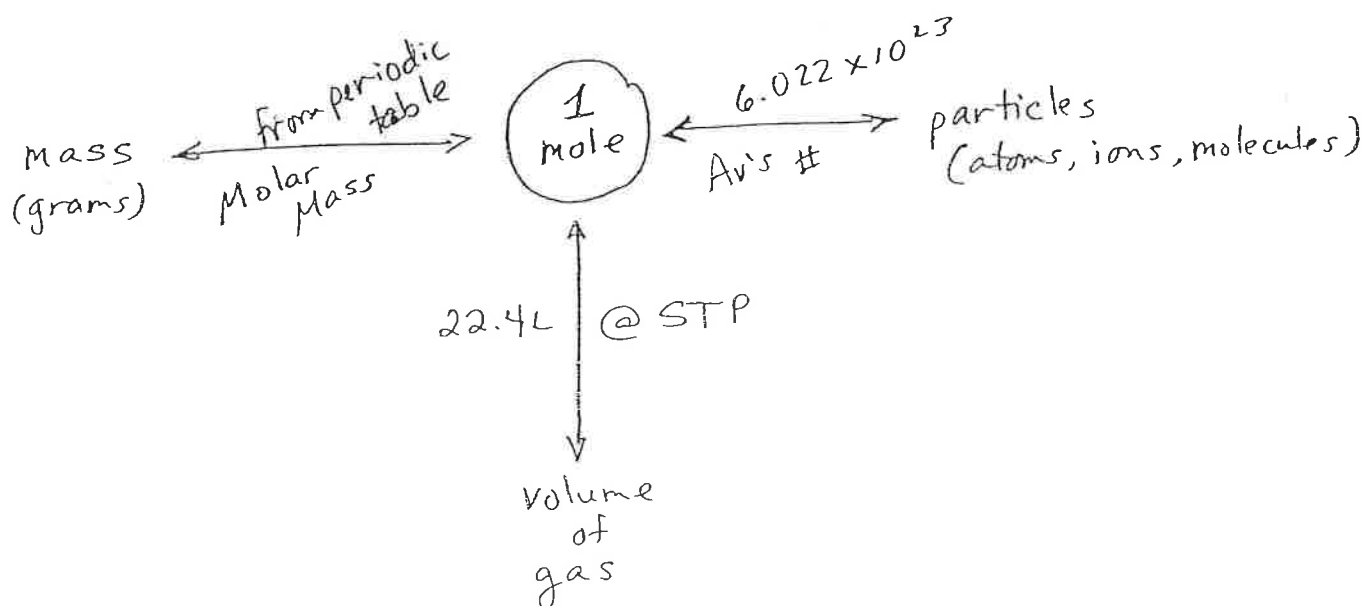 from periodic
table
mass
(grams)
Molar
Mass
1
mole
6.022 x 10^23
Av's #
particles
(atoms, ions, molecules)
22.4L
@ STP
volume
of
gas